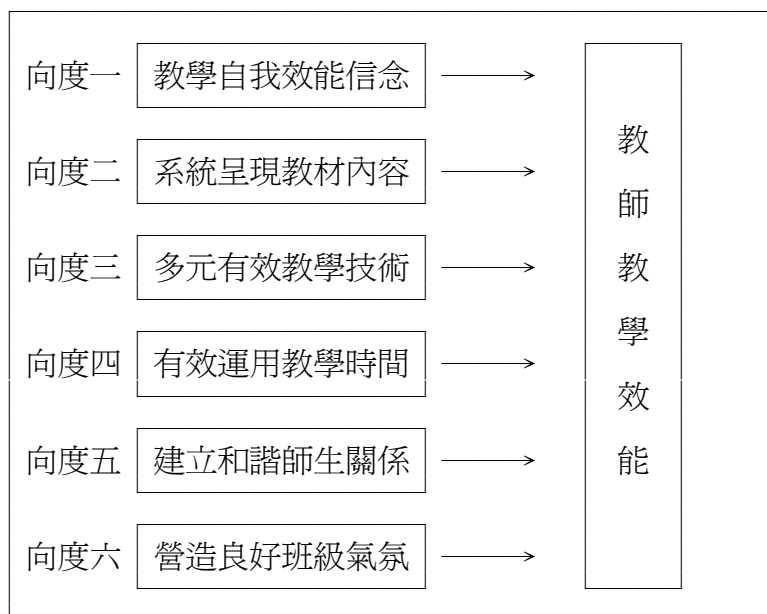 向度一 教學自我效能信念
向度二 系統呈現教材內容
向度三 多元有效教學技術
向度四 有效運用教學時間
向度五 建立和諧師生關係
向度六 營造良好班級氣氛
教師教學效能